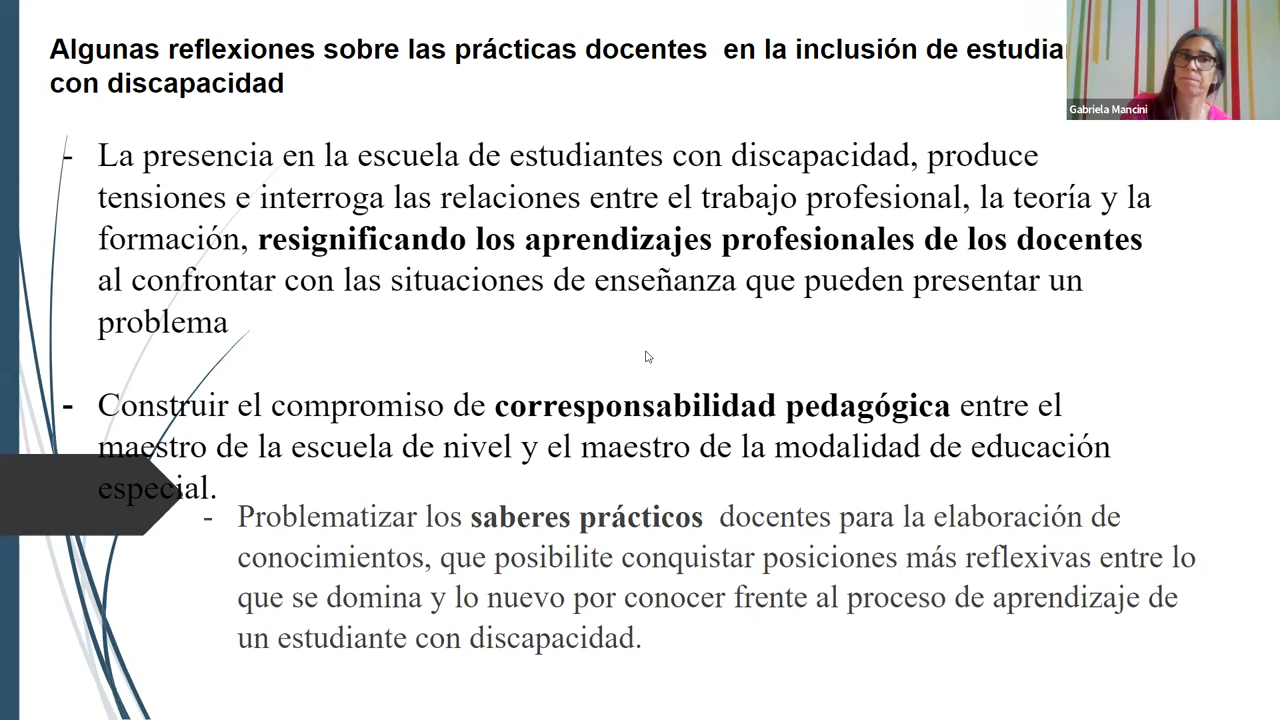 Algunas reflexiones sobre las prácticas docentes en la inclusión de
con discapacidad
Gabriela Mancini
- La presencia en la escuela de estudiantes con discapacidad, produce
tensiones e interroga las relaciones entre el trabajo profesional, la teoría y la
formación, resignificando los aprendizajes profesionales de los docentes
al confrontar con las situaciones de enseñanza que pueden presentar un
problema
- Construir el compromiso de corresponsabilidad pedagógica entre el
maestro de la escuela de nivel y el maestro de la modalidad de educación
especial.
- Problematizar los saberes prácticos docentes para la elaboración de
conocimientos, que posibilite conquistar posiciones más reflexivas entre lo
que se domina y lo nuevo por conocer frente al proceso de aprendizaje de
un estudiante con discapacidad.